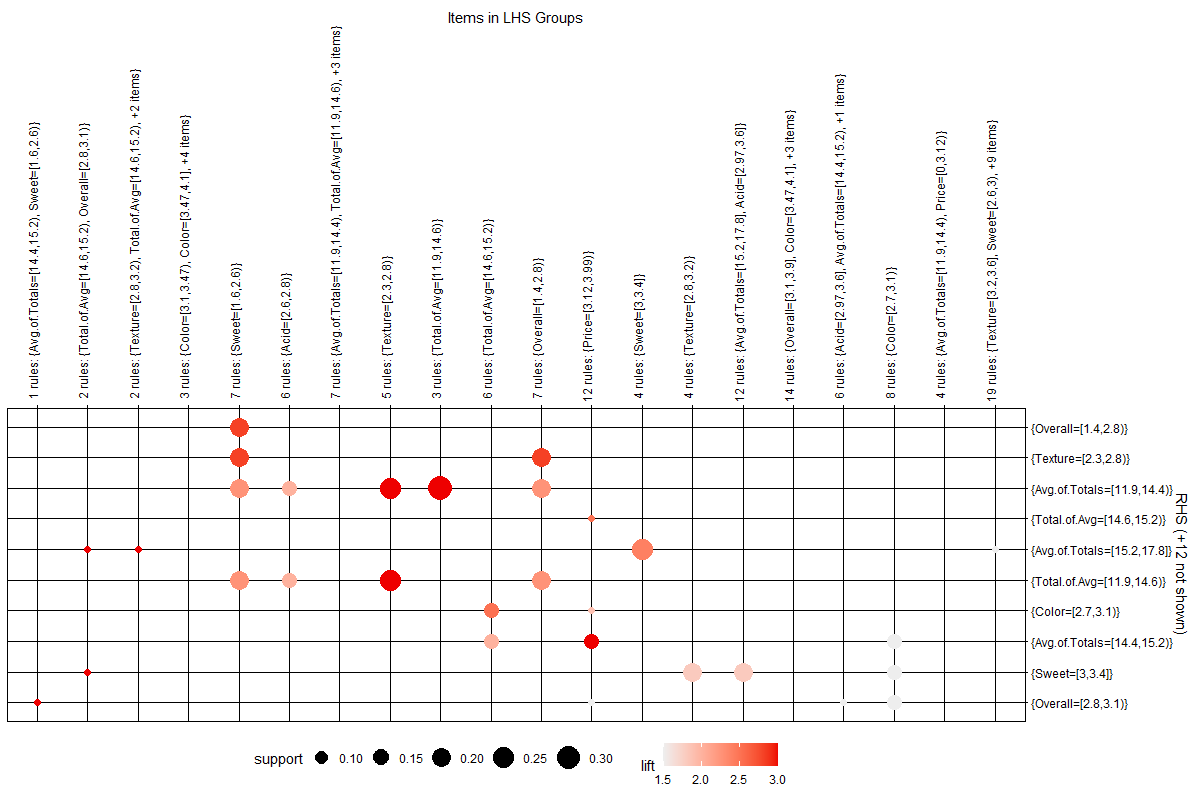 Items in LHS Groups
1 rules: {Avg.of.Totals=[14.4,15.2), Sweet=[1.6,2.6)}
2 rules: {Total.of.Avg=[14.6,15.2), Overall=[2.8,3.1)}
2 rules: {Texture=[2.8,3.2), Total.of.Avg=[14.6,15.2), +2 items}
3 rules: {Color=[3.1,3.47), Color=[3.47,4.1], +4 items}
7 rules: {Sweet=[1.6,2.6)}
6 rules: {Acid=[2.6,2.8)}
7 rules: {Avg.of.Totals=[11.9,14.4), Total.of.Avg=[11.9,14.6), +3 items}
5 rules: {Texture=[2.3,2.8)}
3 rules: {Total.of.Avg=[11.9,14.6)}
6 rules: {Total.of.Avg=[14.6,15.2)}
7 rules: {Overall=[1.4,2.8)}
12 rules: {Price=[3.12,3.99)}
4 rules: {Sweet=[3,3.4]}
4 rules: {Texture=[2.8,3.2)}
12 rules: {Avg.of.Totals=[15.2,17.8], Acid=[2.97,3.6]}
14 rules: {Overall=[3.1,3.9], Color=[3.47,4.1], +3 items}
6 rules: {Acid=[2.97,3.6], Avg.of.Totals=[14.4,15.2), +1 items}
8 rules: {Color=[2.7,3.1)}
4 rules: {Avg.of.Totals=[11.9,14.4), Price=[0,3.12)}
19 rules: {Texture=[3.2,3.6], Sweet=[2.6,3), +9 items}
{Overall=[1.4,2.8)}
{Texture=[2.3,2.8)}
{Avg.of.Totals=[11.9,14.4)}
{Total.of.Avg=[14.6,15.2)}
{Avg.of.Totals=[15.2,17.8]}
{Total.of.Avg=[11.9,14.6)}
{Color=[2.7,3.1)}
{Avg.of.Totals=[14.4,15.2)}
{Sweet=[3,3.4]}
{Overall=[2.8,3.1)}
RHS (+12 not shown)
support 0.10 0.15 0.20 0.25 0.30
lift
1.5 2.0 2.5 3.0